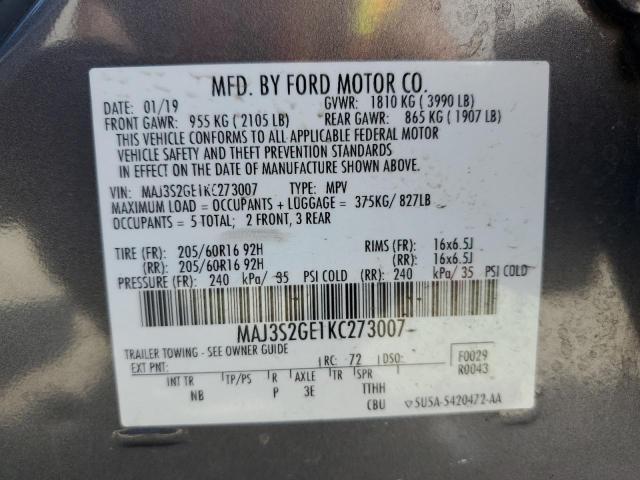 MFD. BY FORD MOTOR CO.
DATE: 01/19 GVWR: 1810 KG ( 3990 LB)
FRONT GAWR: 955 KG ( 2105 LB) REAR GAWR: 865 KG ( 1907 LB)
THIS VEHICLE CONFORMS TO ALL APPLICABLE FEDERAL MOTOR
VEHICLE SAFETY AND THEFT PREVENTION STANDARDS
IN EFFECT ON THE DATE OF MANUFACTURE SHOWN ABOVE.
VIN: MAJ3S2GE1KC273007 TYPE: MPV
MAXIMUM LOAD = OCCUPANTS + LUGGAGE = 375KG/ 827LB
OCCUPANTS = 5 TOTAL; 2 FRONT, 3 REAR
TIRE (FR): 205/60R16 92H RIMS (FR): 16x6.5J
(RR): 205/60R16 92H (RR): 16x6.5J
PRESSURE (FR): 240 kPa/ 35 PSI COLD (RR): 240 kPa/ 35 PSI COLD
MAJ3S2GE1KC273007
TRAILER TOWING - SEE OWNER GUIDE
EXT PNT: RC: 72 DSO: F0029
R0043
INT TR TP/PS R AXLE TR SPR
NB P 3E TTHH
CBU ▽5U5A-5420472-AA